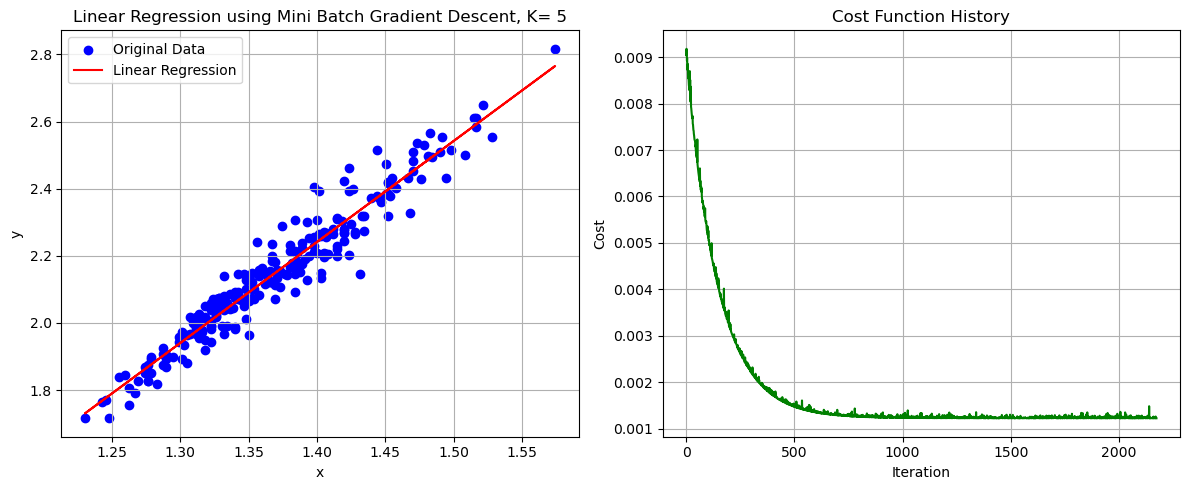 Linear Regression using Mini Batch Gradient Descent, K= 5
Original Data
Linear Regression
2.8
2.6
2.4
2.2
2.0
1.8
y
1.25 1.30 1.35 1.40 1.45 1.50 1.55
x
Cost Function History
0.009
0.008
0.007
0.006
0.005
0.004
0.003
0.002
0.001
Cost
0 500 1000 1500 2000
Iteration